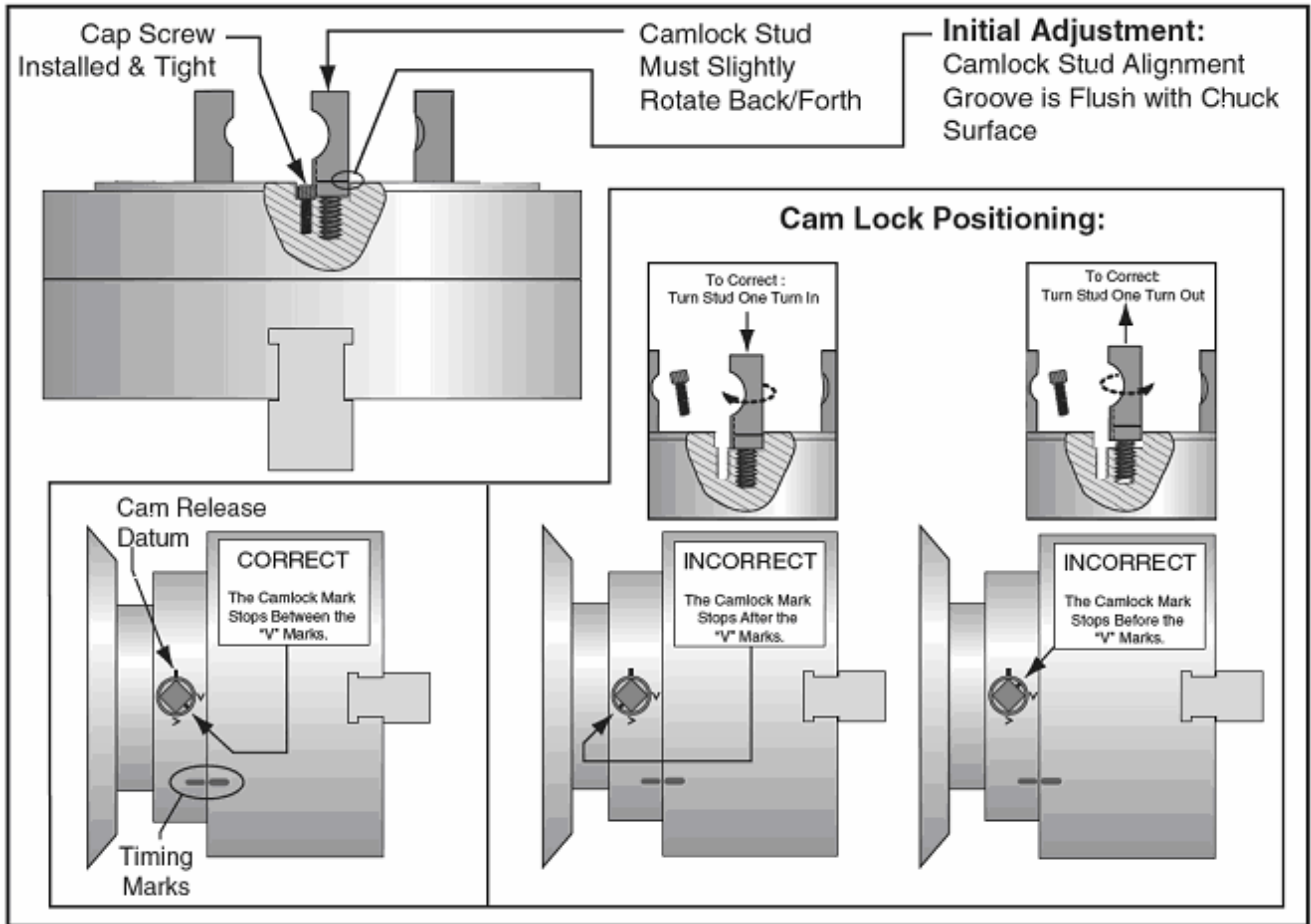 Cap Screw
Installed & Tight
Camlock Stud
Must Slightly
Rotate Back/Forth
Initial Adjustment:
Camlock Stud Alignment
Groove is Flush with Chuck
Surface
Cam Lock Positioning:
To Correct :
Turn Stud One Turn In
To Correct:
Turn Stud One Turn Out
Cam Release
Datum
CORRECT
The Camlock Mark
Stops Between the
"V" Marks.
V
V
Timing
Marks
INCORRECT
The Camlock Mark
Stops After the
"V" Marks.
V
V
INCORRECT
The Camlock Mark
Stops Before the
"V" Marks.
V
V